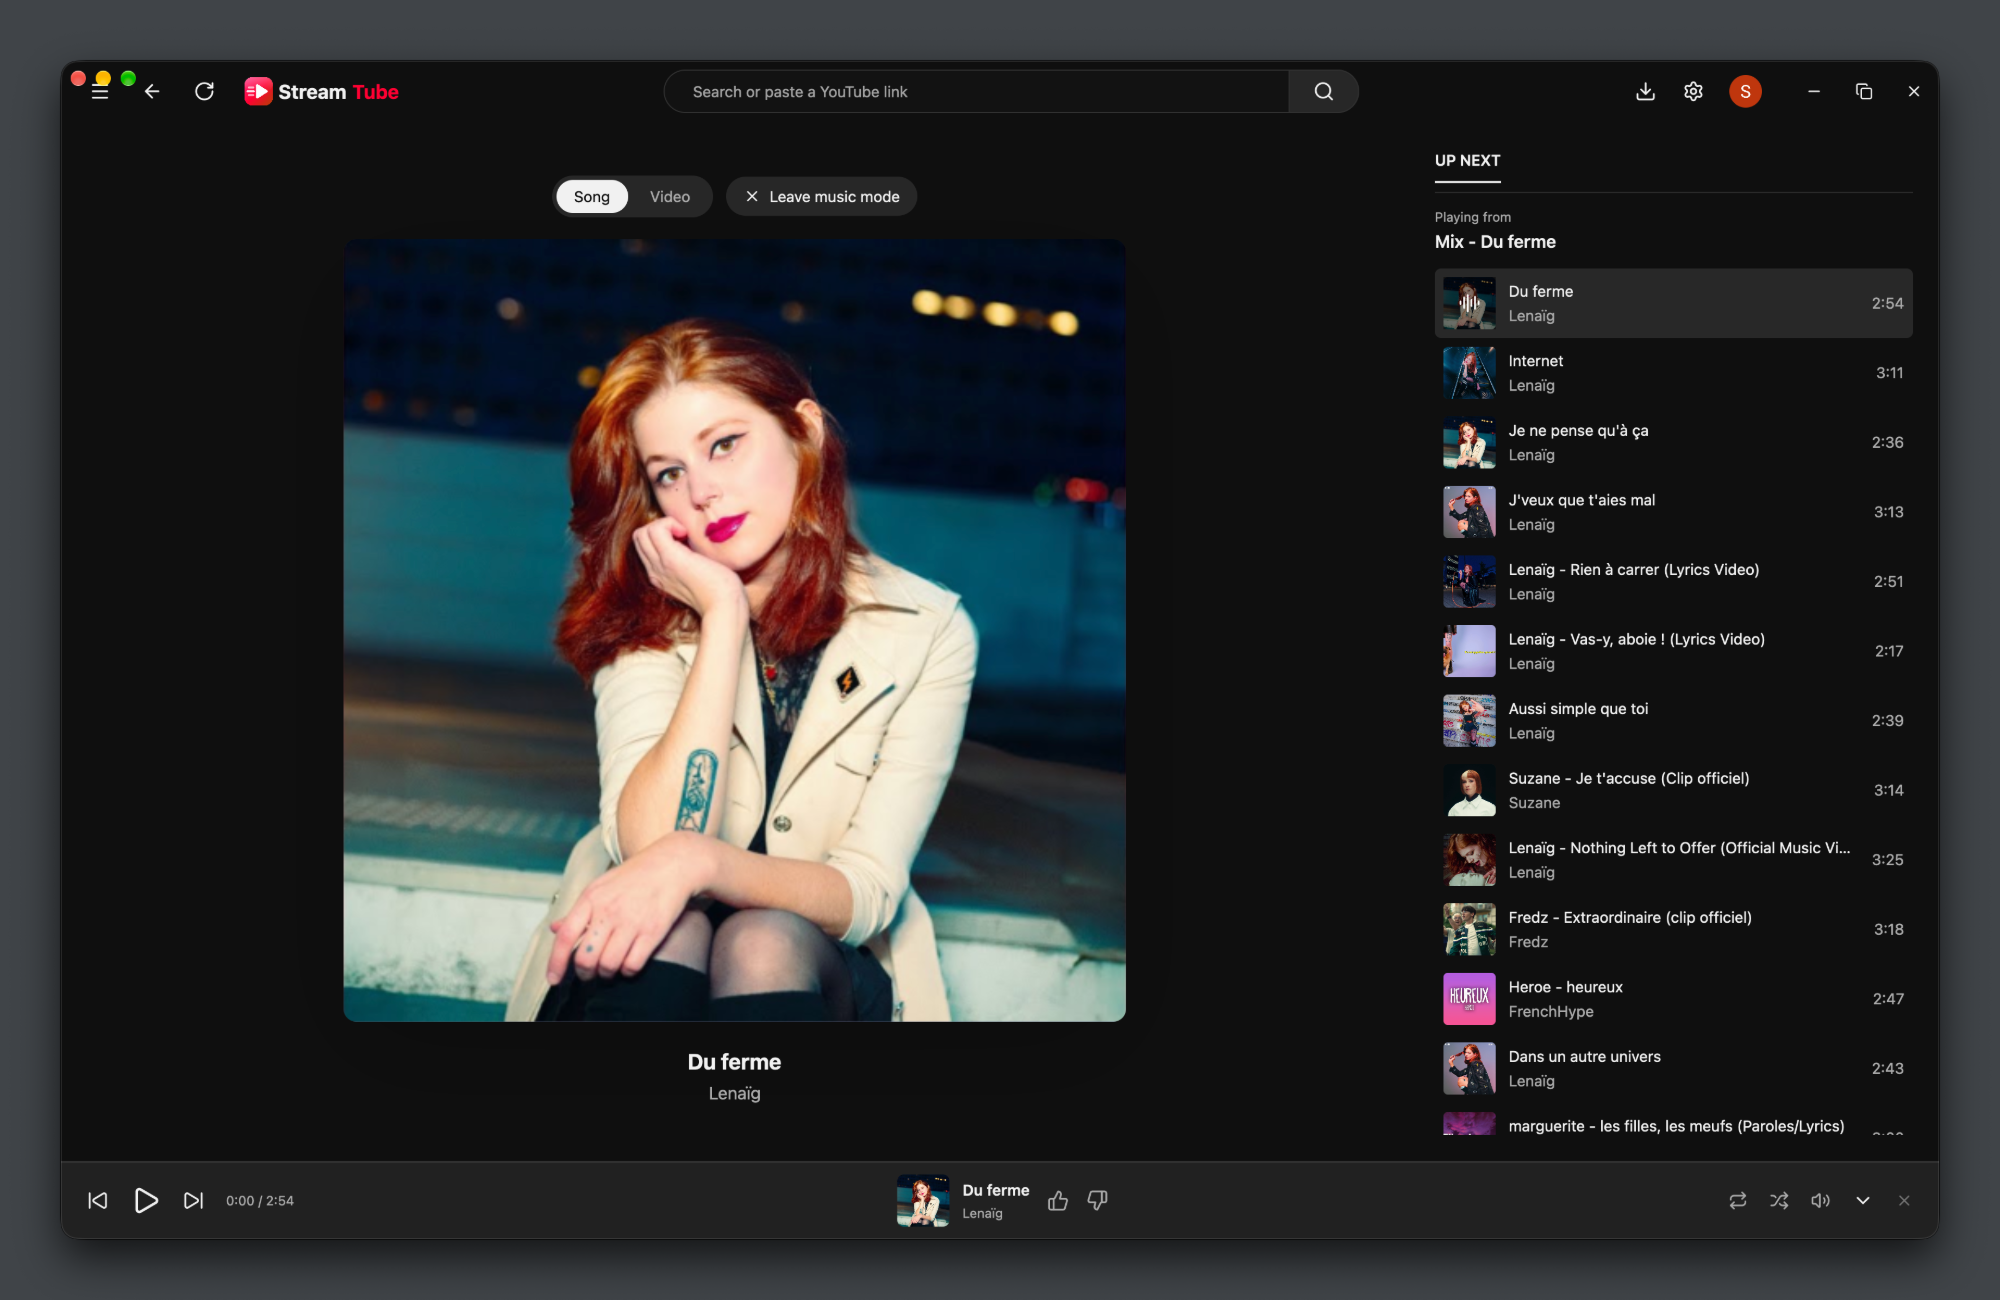 Stream Tube
Search or paste a YouTube link
S
Song
Video
Leave music mode
Du ferme
Lenaïg
UP NEXT
Playing from
Mix - Du ferme
Du ferme
Lenaïg
2:54
Internet
Lenaïg
3:11
Je ne pense qu'à ça
Lenaïg
2:36
J'veux que t'aies mal
Lenaïg
3:13
Lenaïg - Rien à carrer (Lyrics Video)
Lenaïg
2:51
Lenaïg - Vas-y, aboie ! (Lyrics Video)
Lenaïg
2:17
Aussi simple que toi
Lenaïg
2:39
Suzane - Je t'accuse (Clip officiel)
Suzane
3:14
Lenaïg - Nothing Left to Offer (Official Music Vi...
Lenaïg
3:25
Fredz - Extraordinaire (clip officiel)
Fredz
3:18
HEUREUX
Heroe - heureux
FrenchHype
2:47
Dans un autre univers
Lenaïg
2:43
marguerite - les filles, les meufs (Paroles/Lyrics)
0:00 / 2:54
Du ferme
Lenaïg